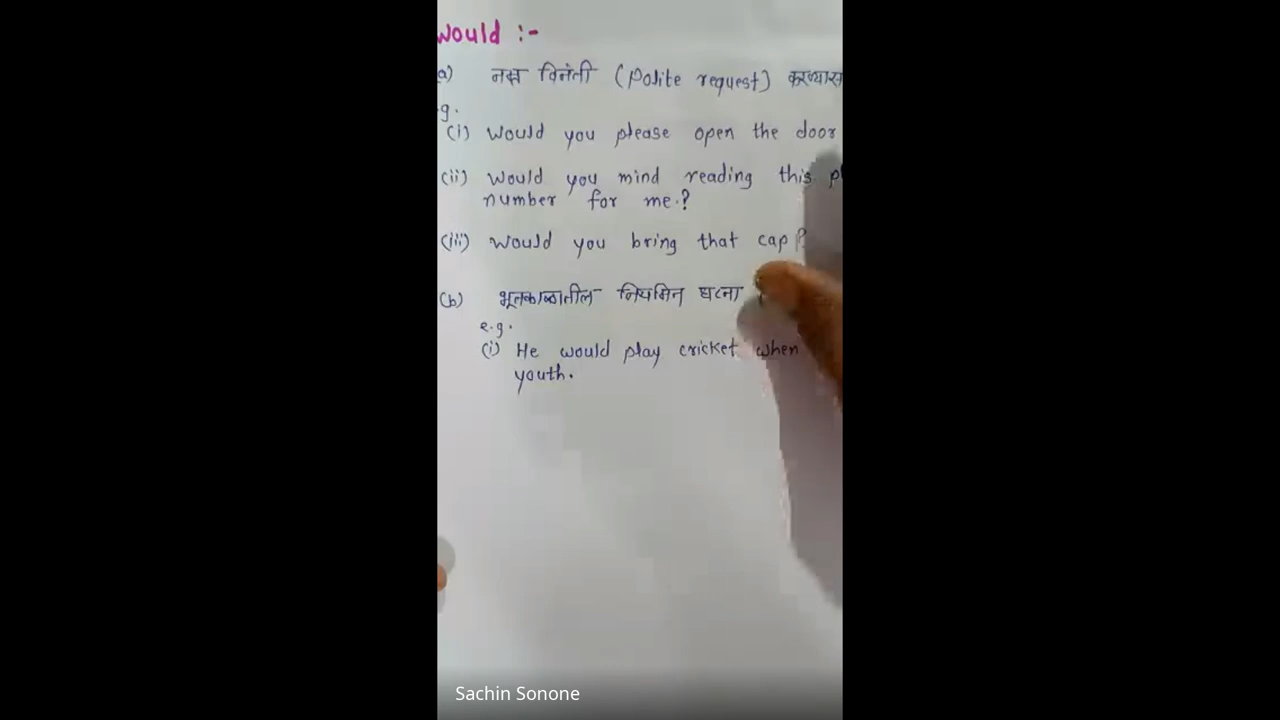 Would :-
(a) नम्र विनंती (Polite request)
e.g.
(i) Would you please open the door
(ii) Would you mind reading this
number for me.?
(iii) Would you bring that cap?
(b) भूतकाळातील नियमित घटना
e.g.
(i) He would play cricket when
youth.
Sachin Sonone